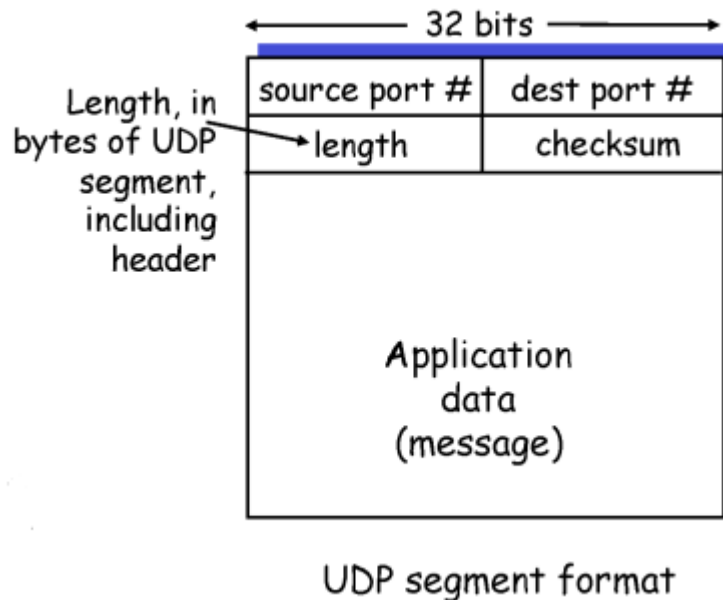 32 bits
source port # dest port #
Length, in
bytes of UDP
segment,
including
header
length checksum
Application
data
(message)
UDP segment format